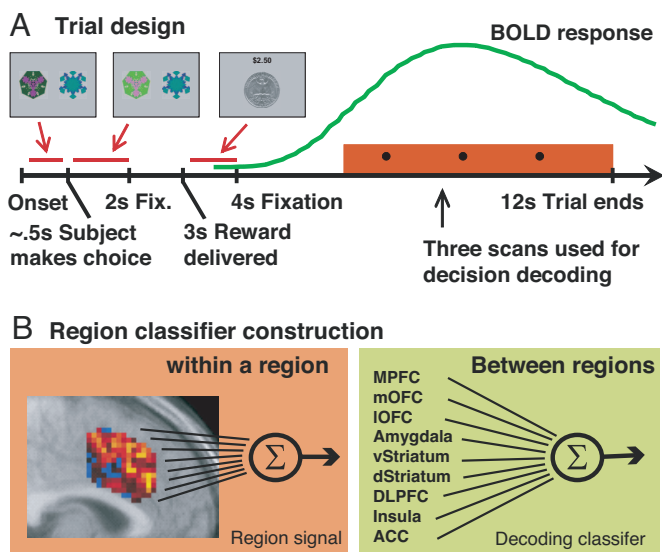 A
Trial design
BOLD response
$2.50
Onset
2s Fix.
4s Fixation
12s Trial ends
~.5s Subject
makes choice
3s Reward
delivered
Three scans used for
decision decoding
B Region classifier construction
within a region
Σ
Region signal
Between regions
MPFC
mOFC
lOFC
Amygdala
vStriatum
dStriatum
DLPFC
Insula
ACC
Σ
Decoding classifer